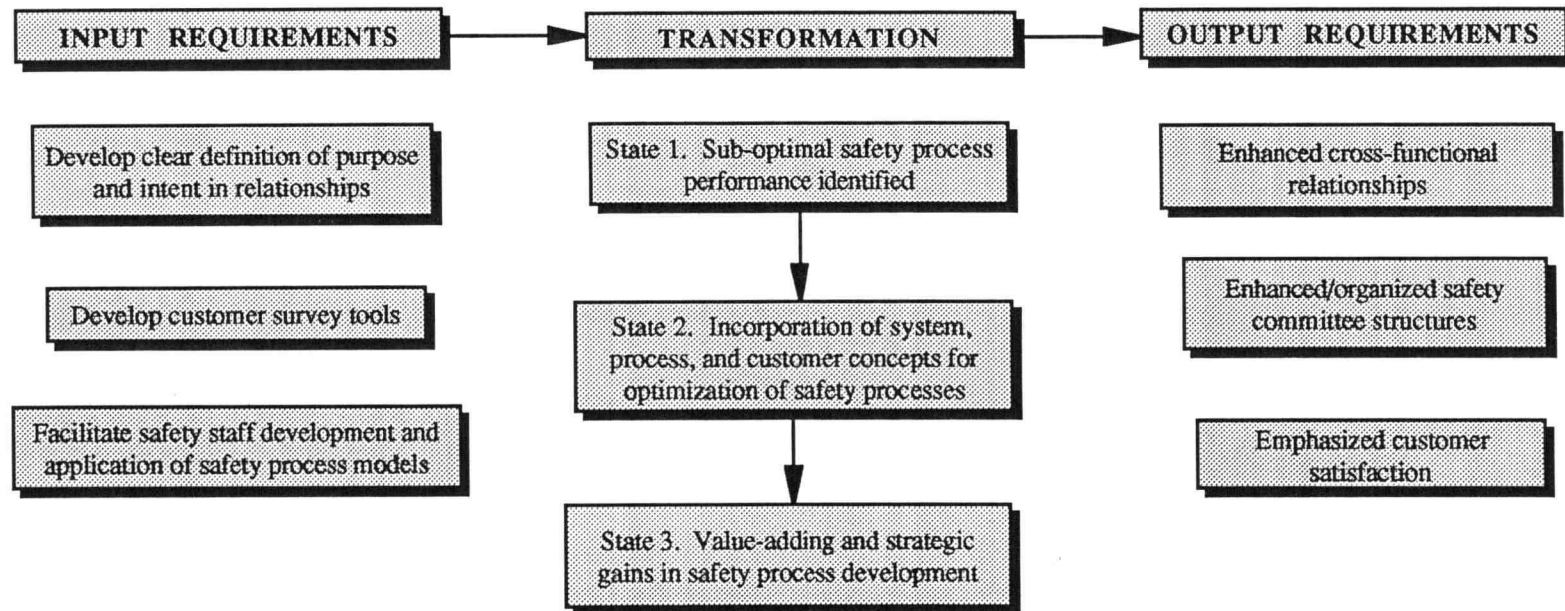 INPUT REQUIREMENTS
TRANSFORMATION
OUTPUT REQUIREMENTS
Develop clear definition of purpose
and intent in relationships
Develop customer survey tools
Facilitate safety staff development and
application of safety process models
State 1. Sub-optimal safety process
performance identified
State 2. Incorporation of system,
process, and customer concepts for
optimization of safety processes
State 3. Value-adding and strategic
gains in safety process development
Enhanced cross-functional
relationships
Enhanced/organized safety
committee structures
Emphasized customer
satisfaction